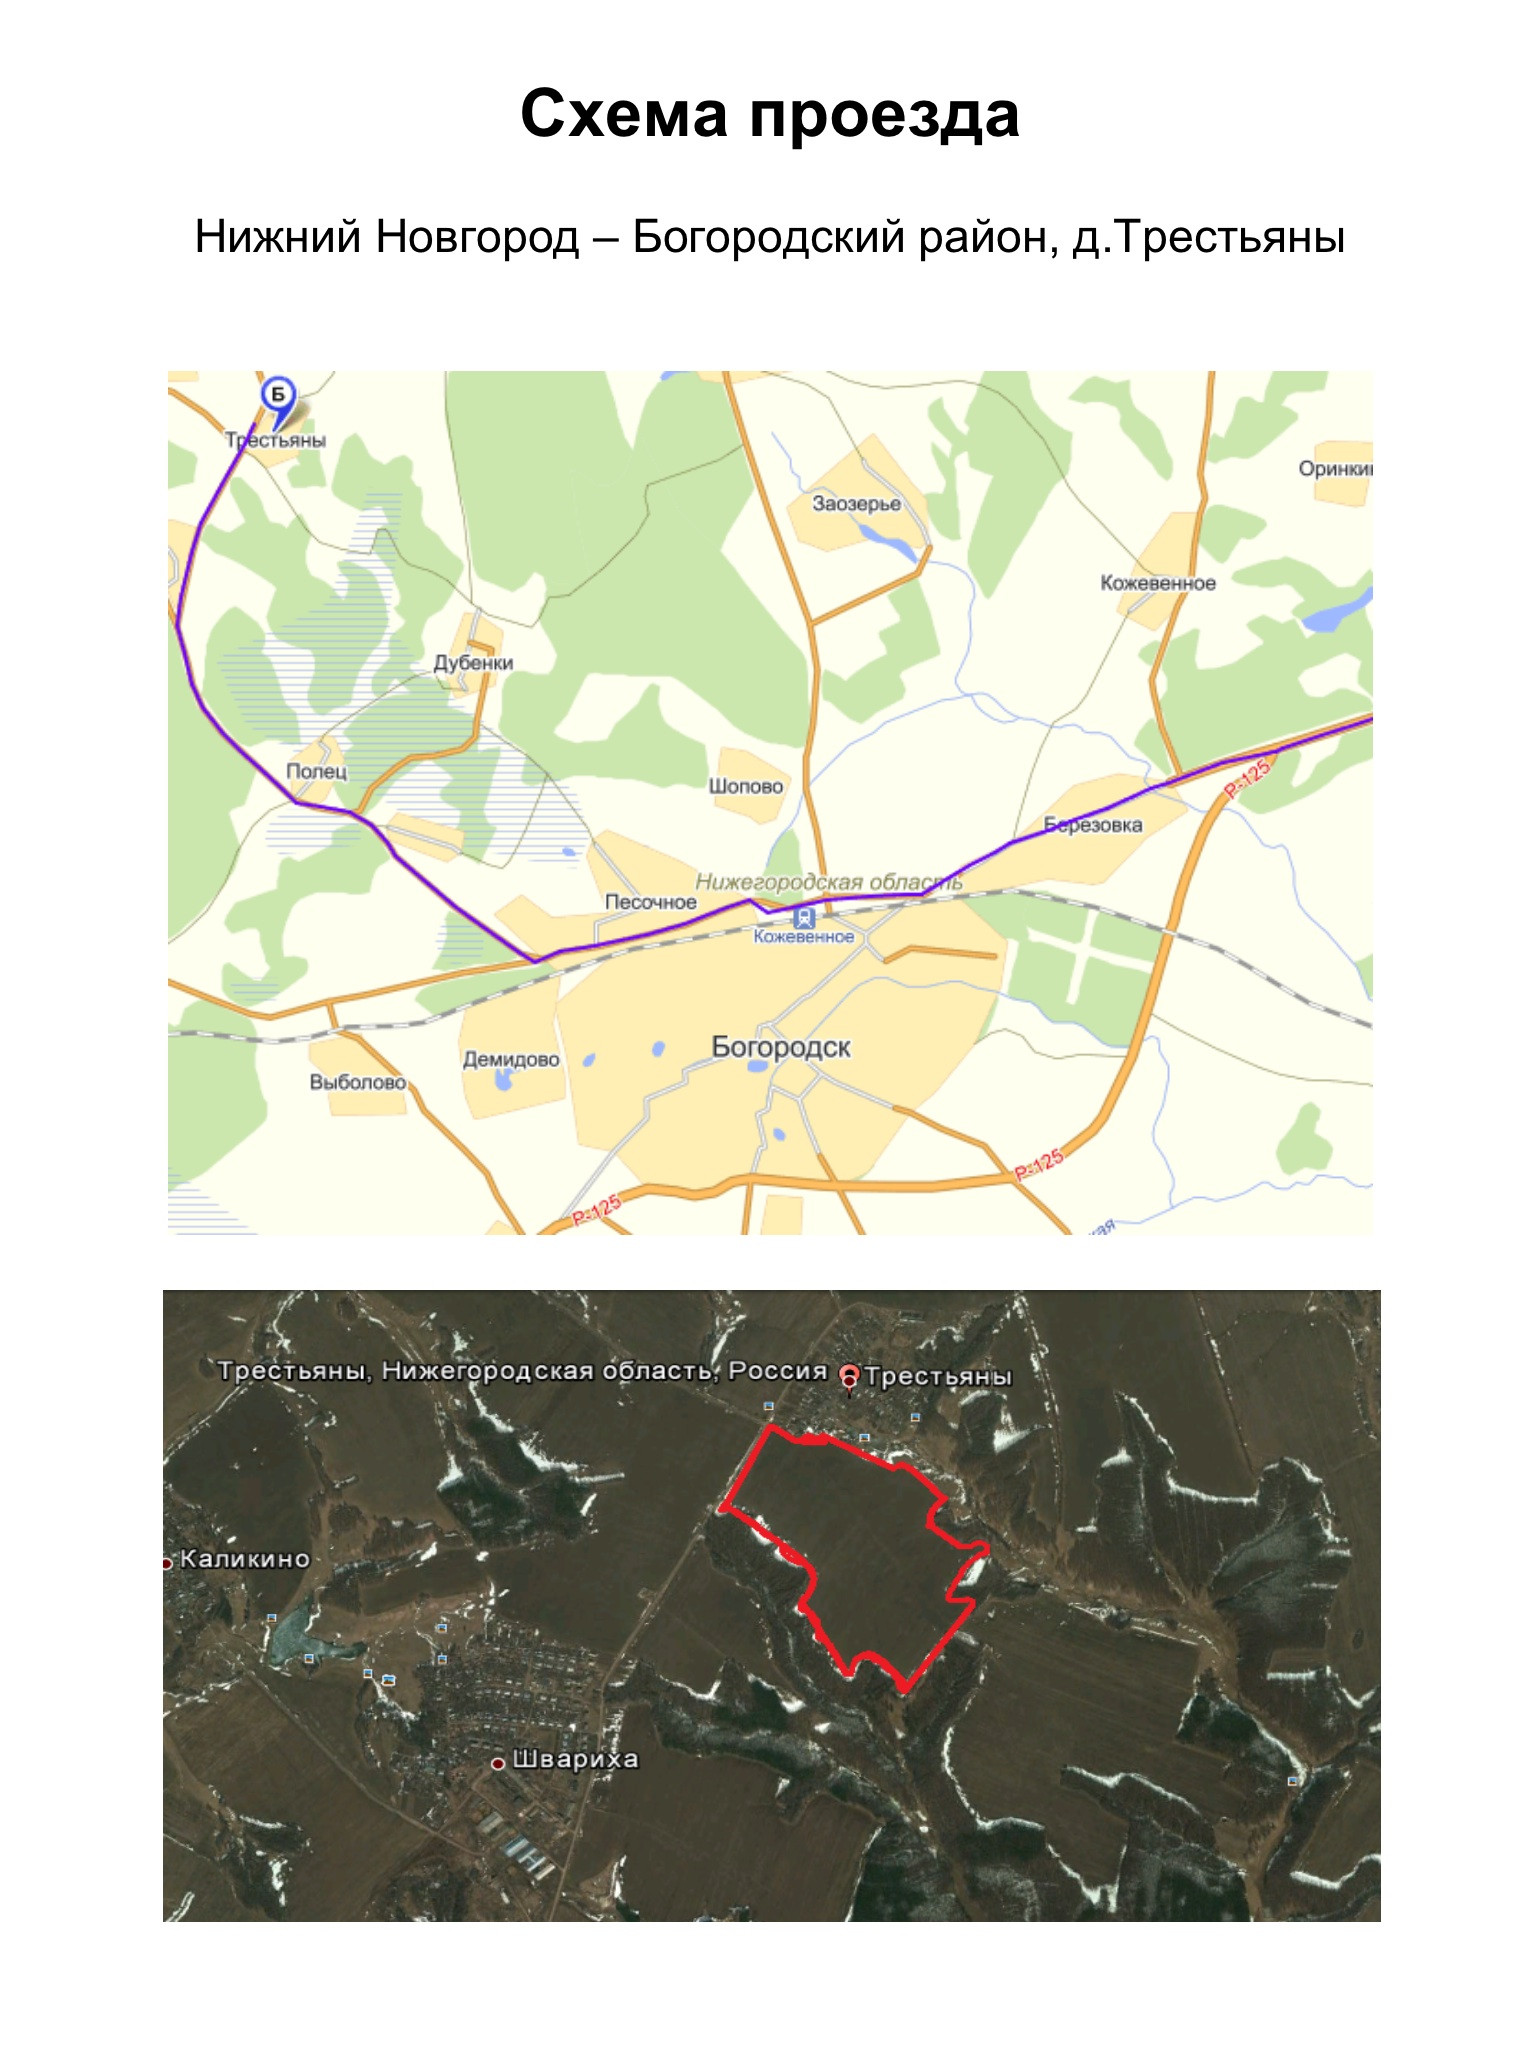 Схема проезда
Нижний Новгород – Богородский район, д.Трестьяны
Б
Трестьяны
Оринки
Заозерье
Кожевенное
Дубенки
Полец
Шопово
Р-125
Березовка
Нижегородская область
Песочное
Кожевенное
Богородск
Демидово
Выболово
Р-125
Р-125
Трестьяны, Нижегородская область, Россия
Трестьяны
Каликино
Швариха